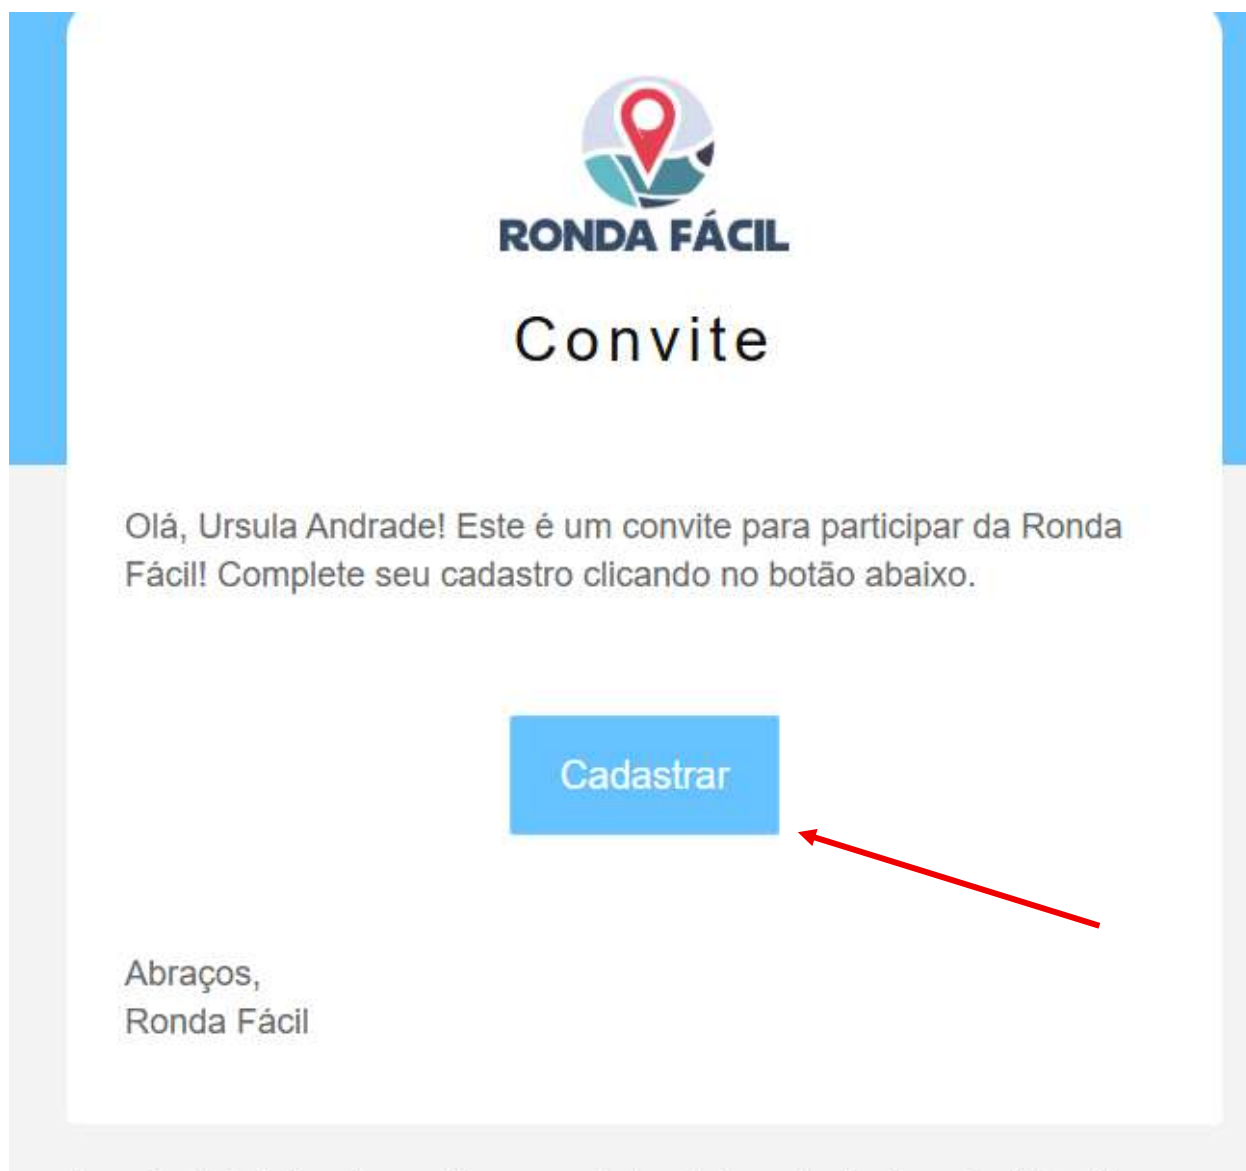 RONDA FÁCIL
Convite
Olá, Ursula Andrade! Este é um convite para participar da Ronda
Fácil! Complete seu cadastro clicando no botão abaixo.
Cadastrar
Abraços,
Ronda Fácil